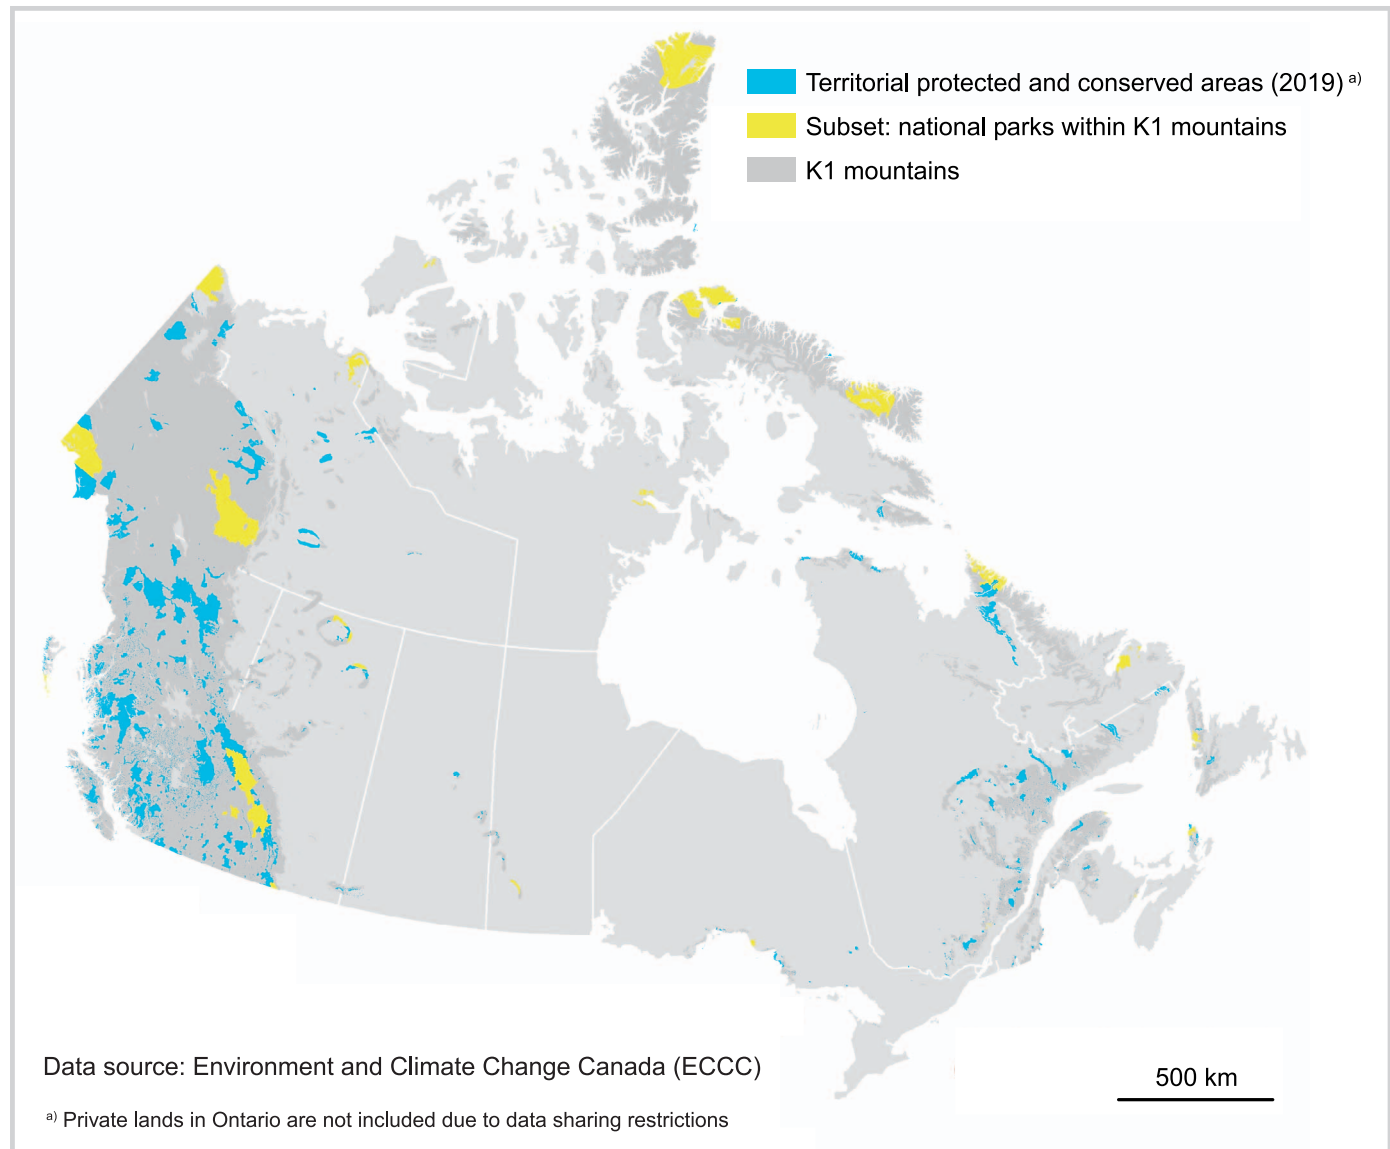 Territorial protected and conserved areas (2019) a)
Subset: national parks within K1 mountains
K1 mountains
Data source: Environment and Climate Change Canada (ECCC)
500 km
a) Private lands in Ontario are not included due to data sharing restrictions